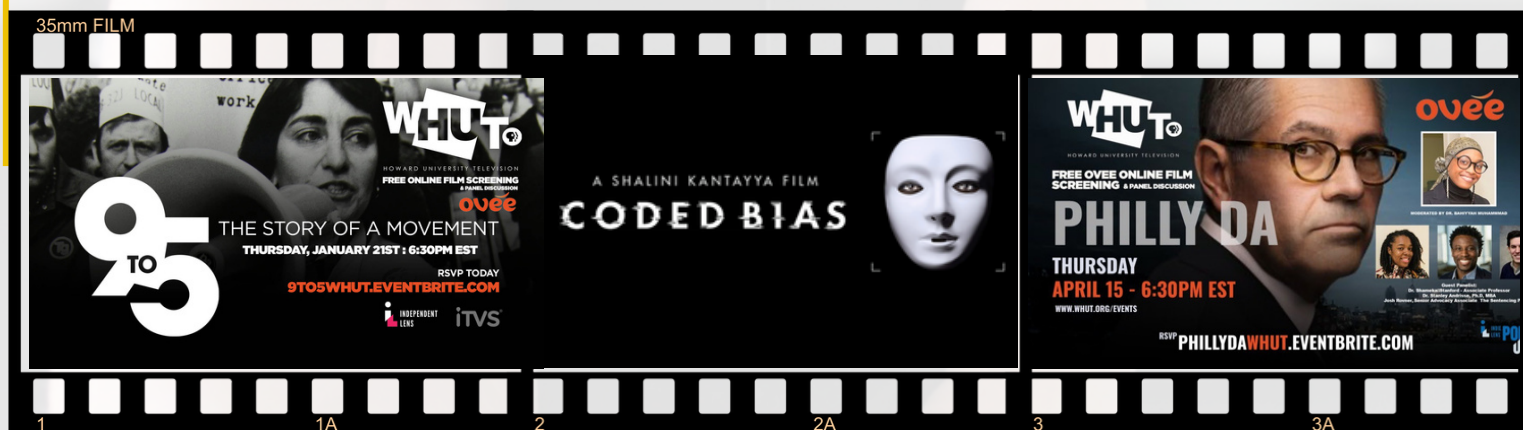 35mm FILM
work
LOCAL
WHUT
HOWARD UNIVERSITY TELEVISION
FREE ONLINE FILM SCREENING
& PANEL DISCUSSION
ovee
9 TO 5
THE STORY OF A MOVEMENT
THURSDAY, JANUARY 21ST : 6:30PM EST
RSVP TODAY
9TO5WHUT.EVENTBRITE.COM
INDEPENDENT
LENS
iTVS
A SHALINI KANTAYYA FILM
CODED BIAS
WHUT
HOWARD UNIVERSITY TELEVISION
ovee
FREE OVEE ONLINE FILM
SCREENING & PANEL DISCUSSION
PHILLY DA
THURSDAY
APRIL 15 - 6:30PM EST
WWW.WHUT.ORG/EVENTS
Guest Panelist:
RSVP PHILLYDAWHUT.EVENTBRITE.COM
1
1A
2
2A
3
3A